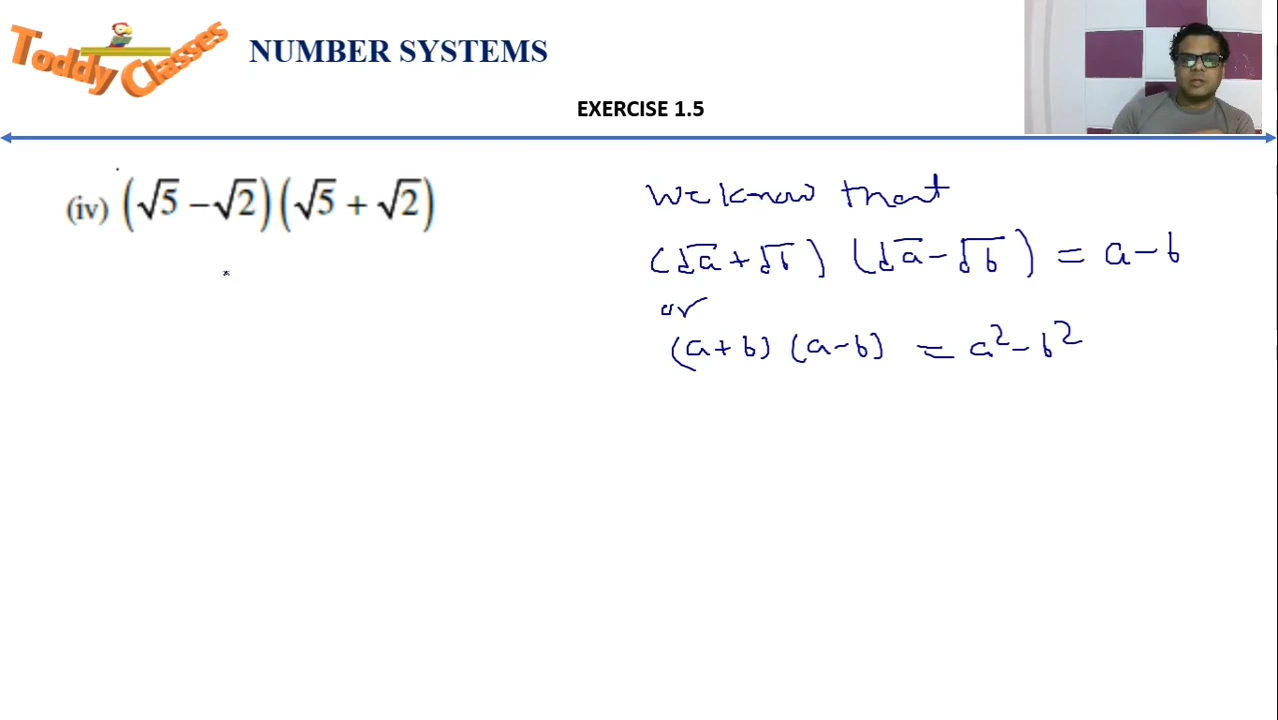 Toddy Classes
NUMBER SYSTEMS
EXERCISE 1.5
(iv) (√5 − √2)(√5 + √2)
We know that
(√a + √b) (√a − √b) = a − b
or
(a + b) (a − b) = a² − b²